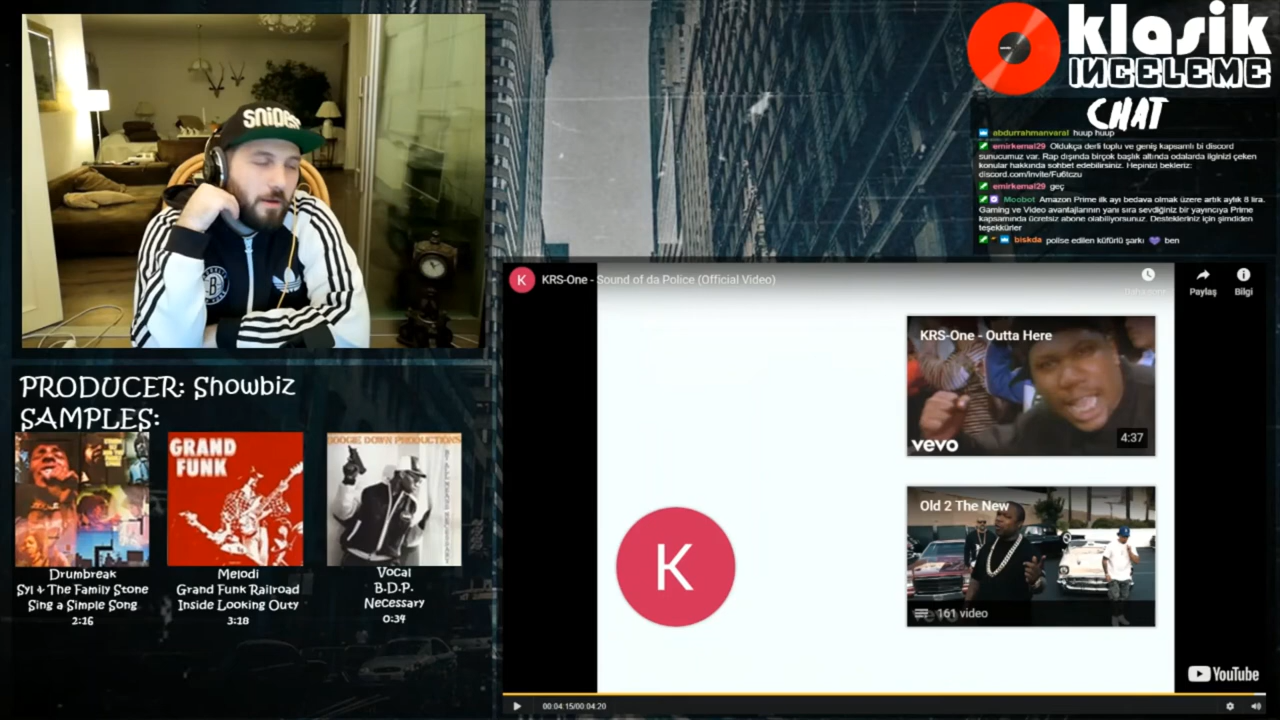 SNIDE
B
klasik
INCELEME
CHAT
abdurrahmanvaral huup huup
emirkemal29 Oldukça derli toplu ve geniş kapsamlı bi discord
sunucumuz var. Rap dışında birçok başlık altında odalarda ilginizi çeken
konular hakkında sohbet edebilirsiniz. Hepinizi bekleriz:
discord.com/invite/Fu6tczu
emirkemal29 geç
Moobot Amazon Prime ilk ayı bedava olmak üzere artık aylık 8 lira.
Gaming ve Video avantajlarının yanı sıra sevdiğiniz bir yayıncıya Prime
kapsamında ücretsiz abone olabiliyorsunuz. Destekleriniz için şimdiden
teşekkürler
biskda polise edilen küfürlü şarkı 💜 ben
K
KRS-One - Sound of da Police (Official Video)
Paylaş
Bilgi
KRS-One - Outta Here
vevo
4:37
Old 2 The New
161 video
K
YouTube
00:04:15/00:04:20
PRODUCER: Showbiz
SAMPLES:
GRAND
FUNK
BOOGIE DOWN PRODUCTIONS
Drumbreak
Syl + The Family Stone
Sing a Simple Song
2:16
Melodi
Grand Funk Railroad
Inside Looking Outy
3:18
Vocal
B.D.P.
Necessary
0:34